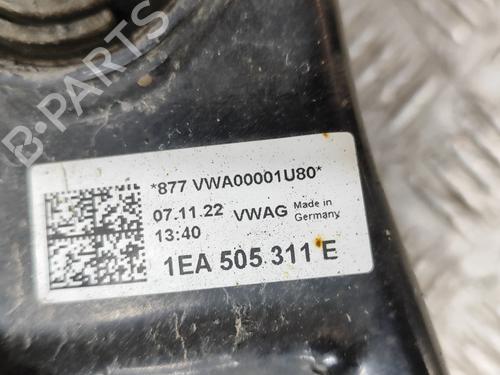 B-PARTS
*877 VWA00001U80*
07.11.22 VWAG Made in Germany
13:40
1EA 505 311 E